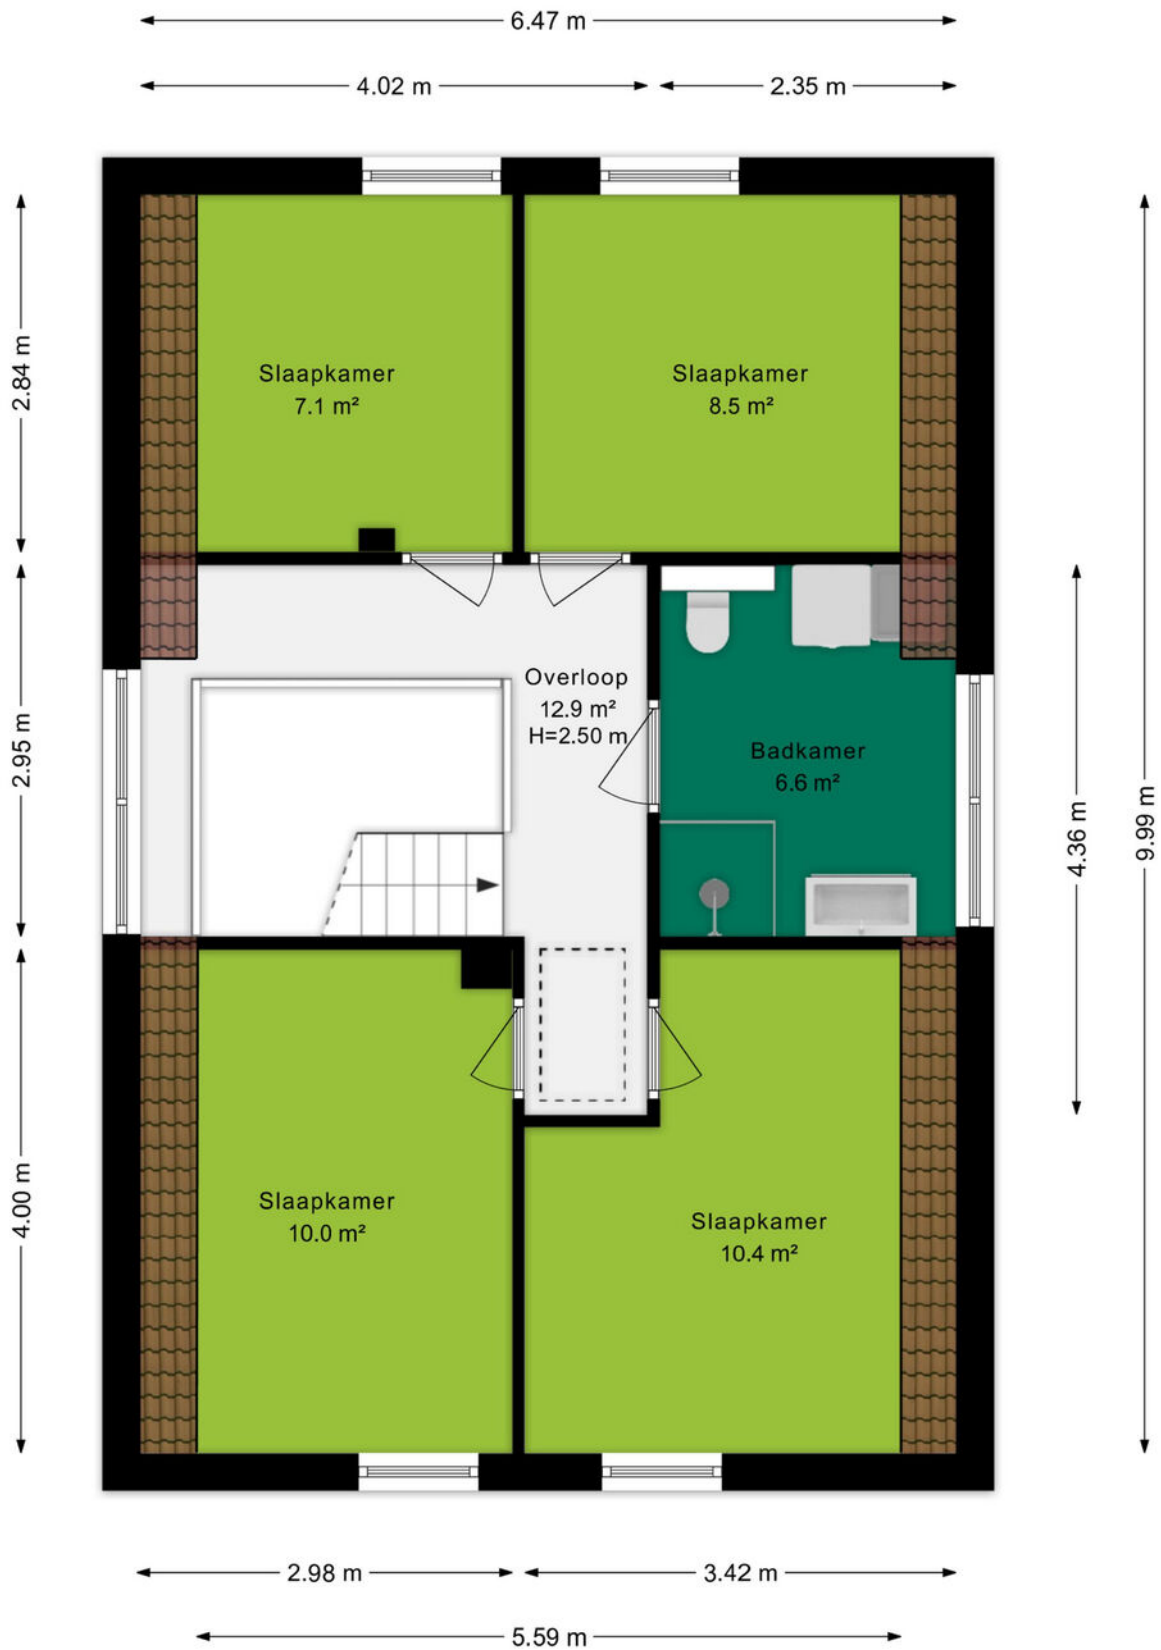 6.47 m
4.02 m
2.35 m
2.84 m
Slaapkamer
7.1 m²
Slaapkamer
8.5 m²
2.95 m
Overloop
12.9 m²
H=2.50 m
Badkamer
6.6 m²
4.36 m
9.99 m
4.00 m
Slaapkamer
10.0 m²
Slaapkamer
10.4 m²
2.98 m
3.42 m
5.59 m